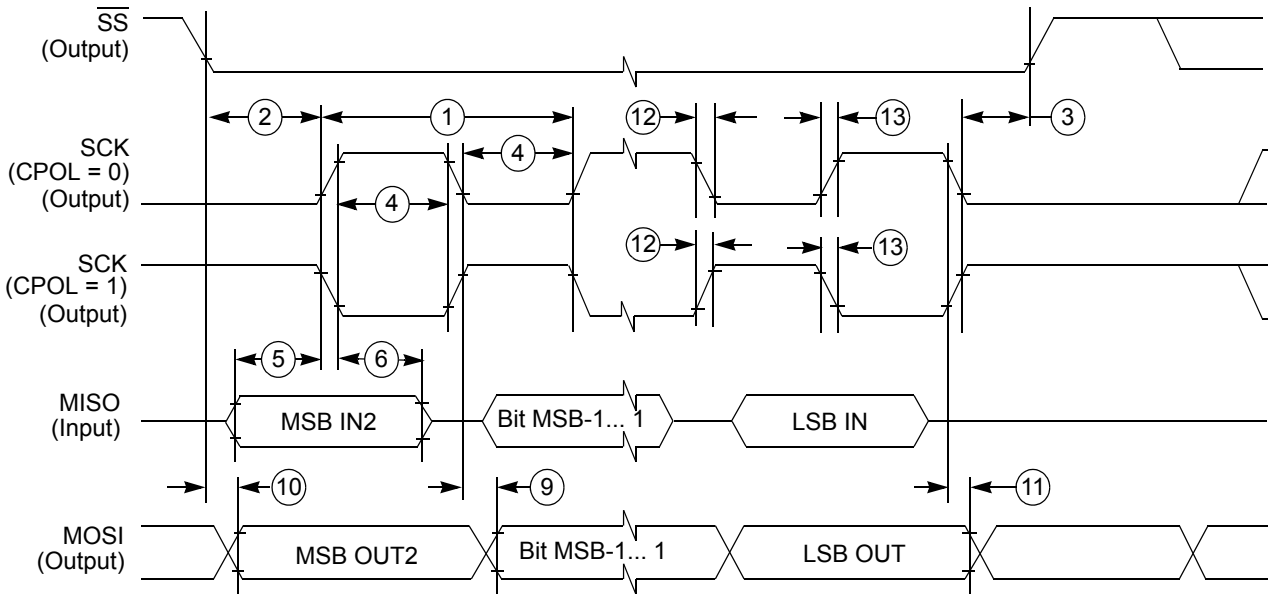 SS
(Output)
2
1
12
13
3
SCK
(CPOL = 0)
(Output)
4
4
12
13
SCK
(CPOL = 1)
(Output)
5
6
MISO
(Input)
MSB IN2
Bit MSB-1... 1
LSB IN
10
9
11
MOSI
(Output)
MSB OUT2
Bit MSB-1... 1
LSB OUT